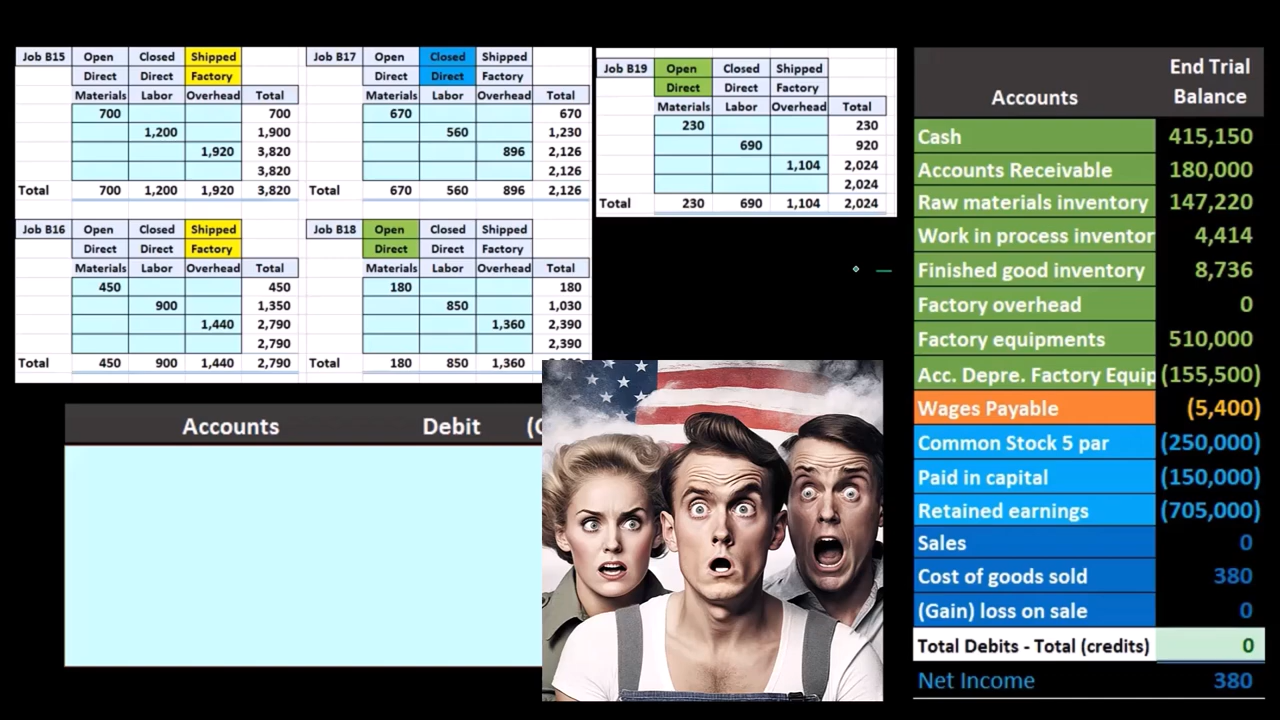 Job B15 Open Closed Shipped
Direct Direct Factory
Materials Labor Overhead Total
700 700
1,200 1,900
1,920 3,820
3,820
Total 700 1,200 1,920 3,820
Job B17 Open Closed Shipped
Direct Direct Factory
Materials Labor Overhead Total
670 670
560 1,230
896 2,126
2,126
Total 670 560 896 2,126
Job B19 Open Closed Shipped
Direct Direct Factory
Materials Labor Overhead Total
230 230
690 920
1,104 2,024
2,024
Total 230 690 1,104 2,024
Job B16 Open Closed Shipped
Direct Direct Factory
Materials Labor Overhead Total
450 450
900 1,350
1,440 2,790
2,790
Total 450 900 1,440 2,790
Job B18 Open Closed Shipped
Direct Direct Factory
Materials Labor Overhead Total
180 180
850 1,030
1,360 2,390
2,390
Total 180 850 1,360
Accounts Debit (
End Trial
Accounts Balance
Cash 415,150
Accounts Receivable 180,000
Raw materials inventory 147,220
Work in process inventor 4,414
Finished good inventory 8,736
Factory overhead 0
Factory equipments 510,000
Acc. Depre. Factory Equip (155,500)
Wages Payable (5,400)
Common Stock 5 par (250,000)
Paid in capital (150,000)
Retained earnings (705,000)
Sales 0
Cost of goods sold 380
(Gain) loss on sale 0
Total Debits - Total (credits) 0
Net Income 380